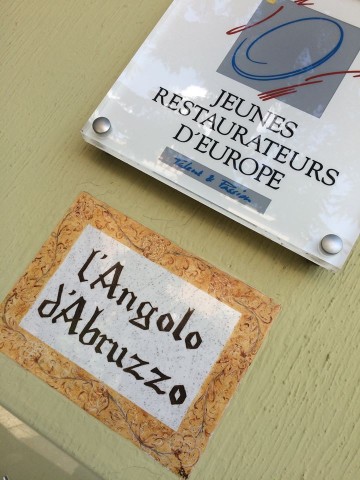 JEUNES
RESTAURATEURS
D'EUROPE
Talent & Passion
l'Angolo
d'Abruzzo